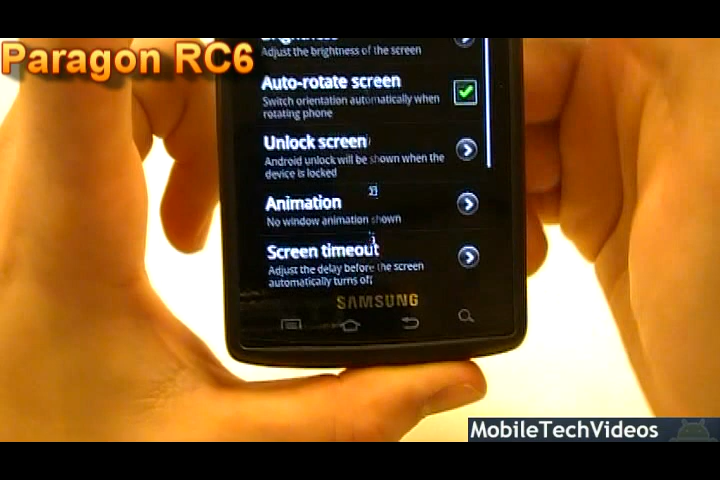 Paragon RC6
Brightness
Adjust the brightness of the screen
Auto-rotate screen
Switch orientation automatically when
rotating phone
Unlock screen
Android unlock will be shown when the
device is locked
Animation
No window animation shown
Screen timeout
Adjust the delay before the screen
automatically turns off
SAMSUNG
MobileTechVideos